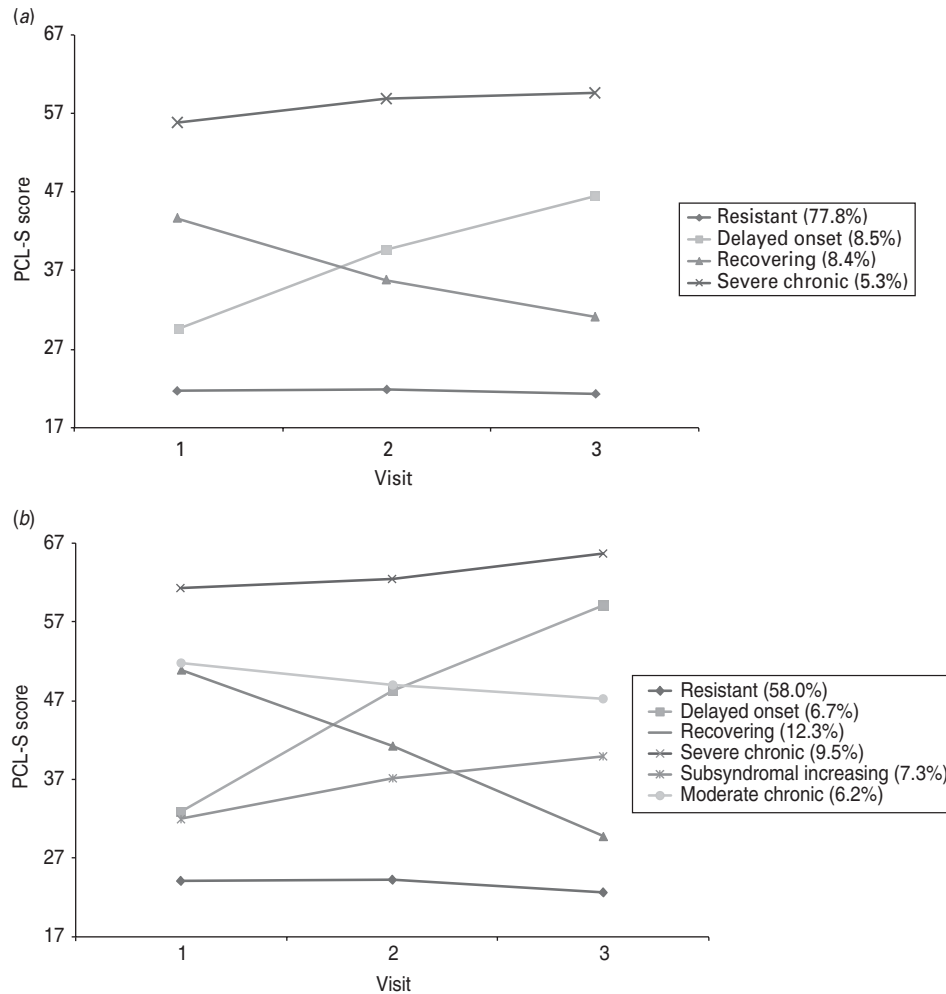 (a)
67
57
47
37
27
17
PCL-S score
1 2 3
Visit
Resistant (77.8%)
Delayed onset (8.5%)
Recovering (8.4%)
Severe chronic (5.3%)
(b)
67
57
47
37
27
17
PCL-S score
1 2 3
Visit
Resistant (58.0%)
Delayed onset (6.7%)
Recovering (12.3%)
Severe chronic (9.5%)
Subsyndromal increasing (7.3%)
Moderate chronic (6.2%)